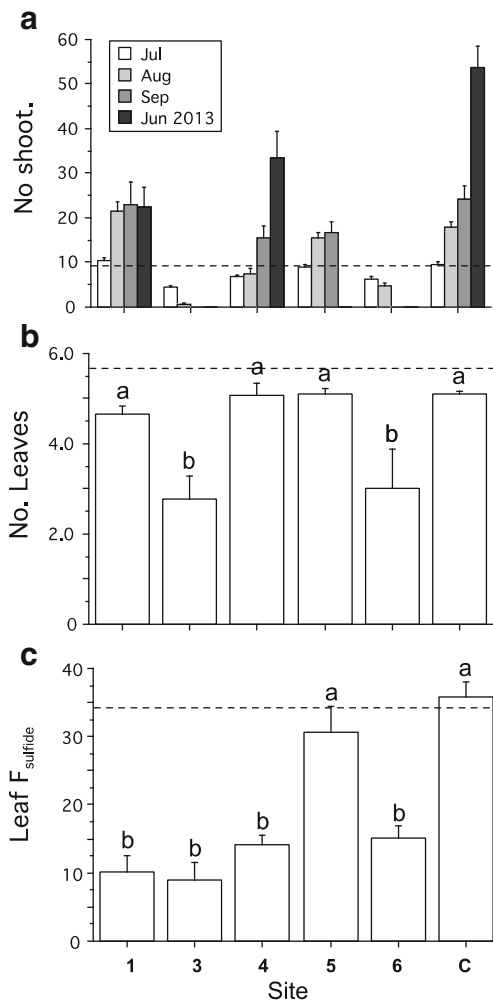 a
60
50
40
30
20
10
0
No shoot.
Jul
Aug
Sep
Jun 2013
b
6.0
4.0
2.0
0
No. Leaves
a
b
a
a
b
a
c
40
30
20
10
0
Leaf Fsulfide
b
b
b
a
b
a
1 3 4 5 6 C
Site